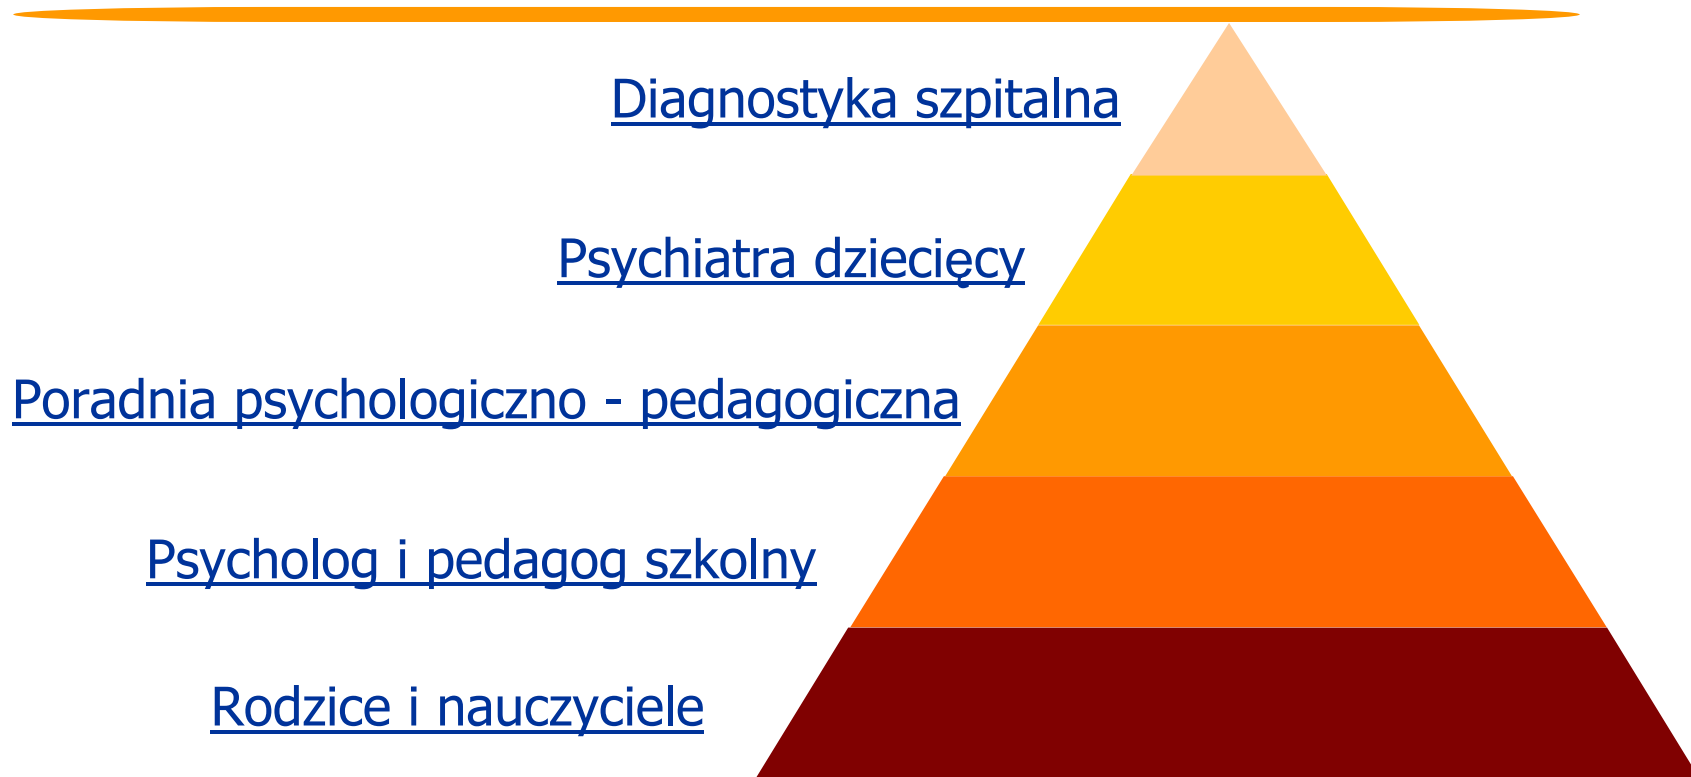 Diagnostyka szpitalna
Psychiatra dziecięcy
Poradnia psychologiczno - pedagogiczna
Psycholog i pedagog szkolny
Rodzice i nauczyciele